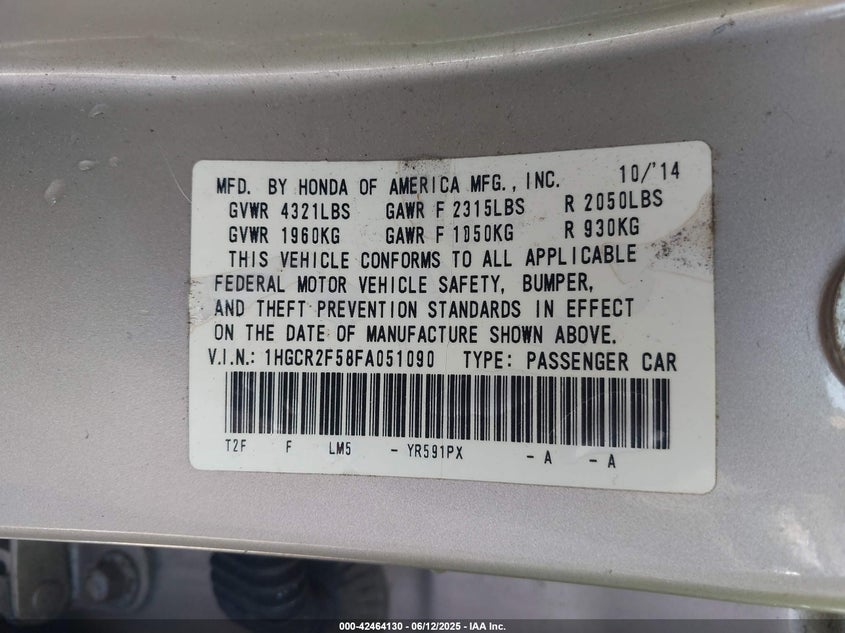 MFD. BY HONDA OF AMERICA MFG., INC. 10/'14
GVWR 4321LBS GAWR F 2315LBS R 2050LBS
GVWR 1960KG GAWR F 1050KG R 930KG
THIS VEHICLE CONFORMS TO ALL APPLICABLE
FEDERAL MOTOR VEHICLE SAFETY, BUMPER,
AND THEFT PREVENTION STANDARDS IN EFFECT
ON THE DATE OF MANUFACTURE SHOWN ABOVE.
V.I.N.: 1HGCR2F58FA051090 TYPE: PASSENGER CAR
T2F F LM5 - YR591PX - A - A
000-42464130 - 06/12/2025 - IAA Inc.